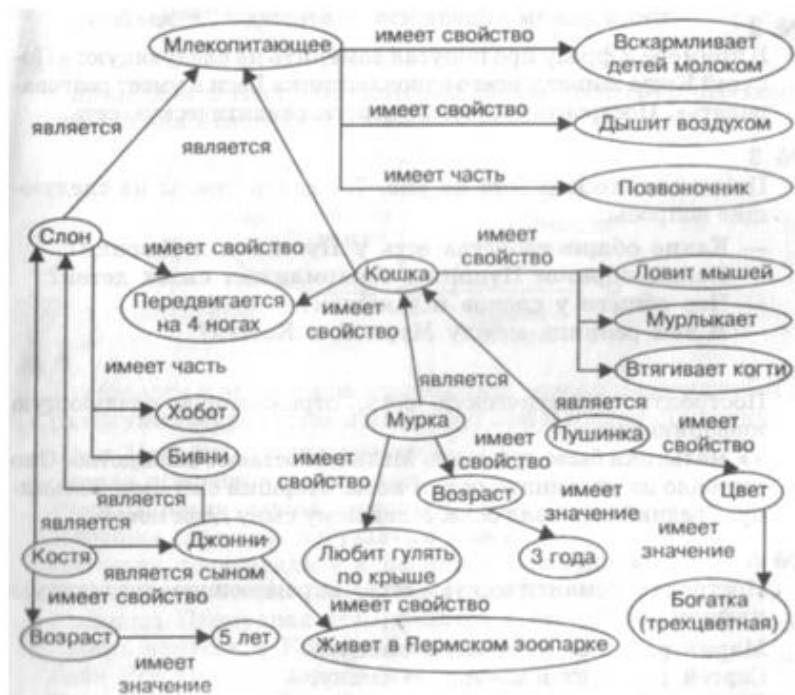 Млекопитающее
имеет свойство
Вскармливает
детей молоком
является
имеет свойство
Дышит воздухом
является
имеет часть
Позвоночник
Слон
имеет свойство
Кошка
имеет
свойство
Ловит мышей
Передвигается
на 4 ногах
имеет
свойство
Мурлыкает
имеет часть
является
Втягивает когти
Хобот
Мурка
является
Пушинка
имеет
свойство
Бивни
имеет
свойство
имеет
свойство
является
является
Возраст
имеет
значение
Цвет
Костя
Джонни
Любит гулять
по крыше
3 года
имеет
значение
является сыном
имеет свойство
имеет свойство
Богатка
(трехцветная)
Возраст
5 лет
Живет в Пермском зоопарке
имеет
значение